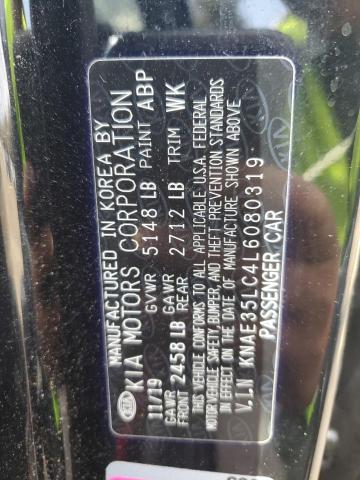 MANUFACTURED IN KOREA BY
KIA KIA MOTORS CORPORATION
11/19 GVWR 5148 LB PAINT ABP
GAWR FRONT 2458 LB GAWR REAR 2712 LB TRIM WK
THIS VEHICLE CONFORMS TO ALL APPLICABLE U.S.A. FEDERAL
MOTOR VEHICLE SAFETY, BUMPER, AND THEFT PREVENTION STANDARDS
IN EFFECT ON THE DATE OF MANUFACTURE SHOWN ABOVE
V.I.N KNAE35LC4L6080319
PASSENGER CAR